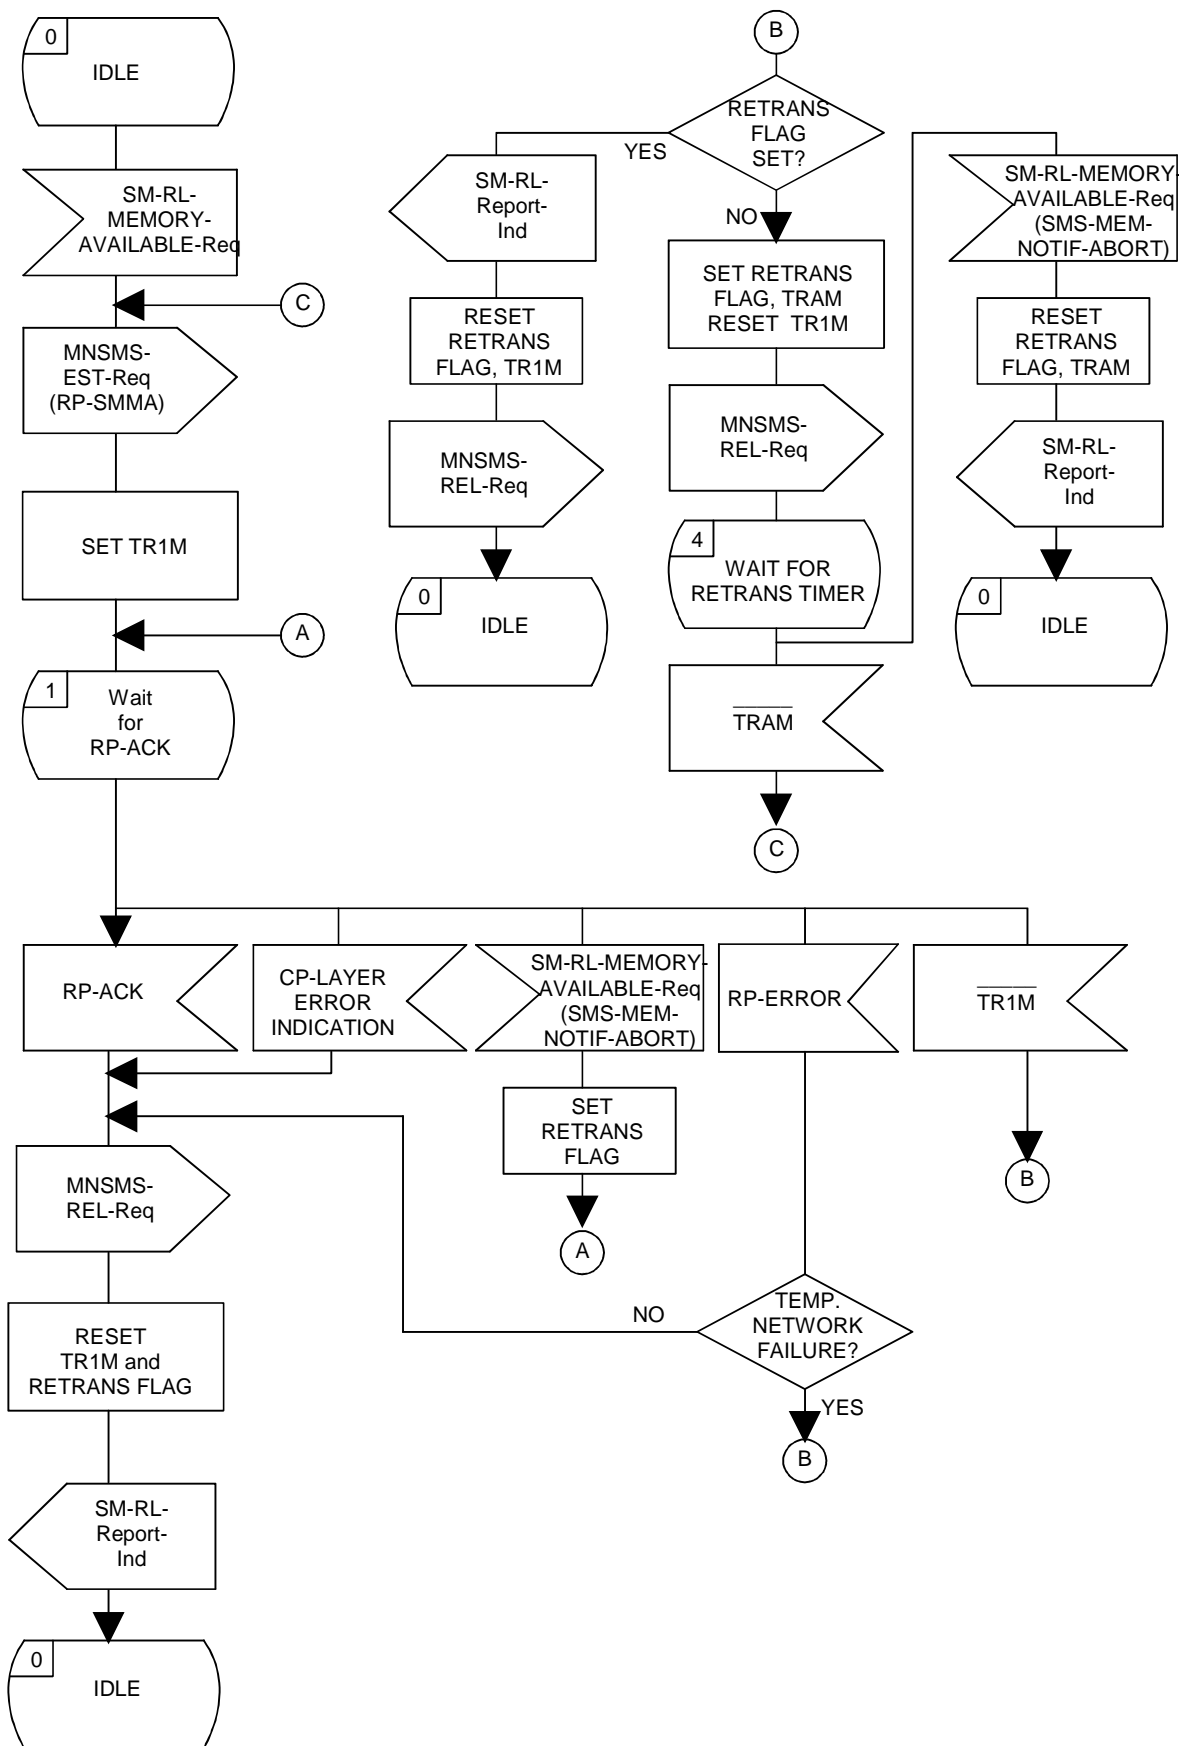 0
IDLE
SM-RL-
MEMORY-
AVAILABLE-Req
C
MNSMS-
EST-Req
(RP-SMMA)
SET TR1M
A
1
Wait
for
RP-ACK
B
RETRANS
FLAG
SET?
YES
NO
SM-RL-
Report-
Ind
RESET
RETRANS
FLAG, TR1M
MNSMS-
REL-Req
0
IDLE
SET RETRANS
FLAG, TRAM
RESET TR1M
MNSMS-
REL-Req
4
WAIT FOR
RETRANS TIMER
TRAM
C
SM-RL-MEMORY-
AVAILABLE-Req
(SMS-MEM-
NOTIF-ABORT)
RESET
RETRANS
FLAG, TRAM
SM-RL-
Report-
Ind
0
IDLE
RP-ACK
CP-LAYER
ERROR
INDICATION
SM-RL-MEMORY-
AVAILABLE-Req
(SMS-MEM-
NOTIF-ABORT)
RP-ERROR
TR1M
SET
RETRANS
FLAG
A
B
MNSMS-
REL-Req
TEMP.
NETWORK
FAILURE?
NO
YES
B
RESET
TR1M and
RETRANS FLAG
SM-RL-
Report-
Ind
0
IDLE